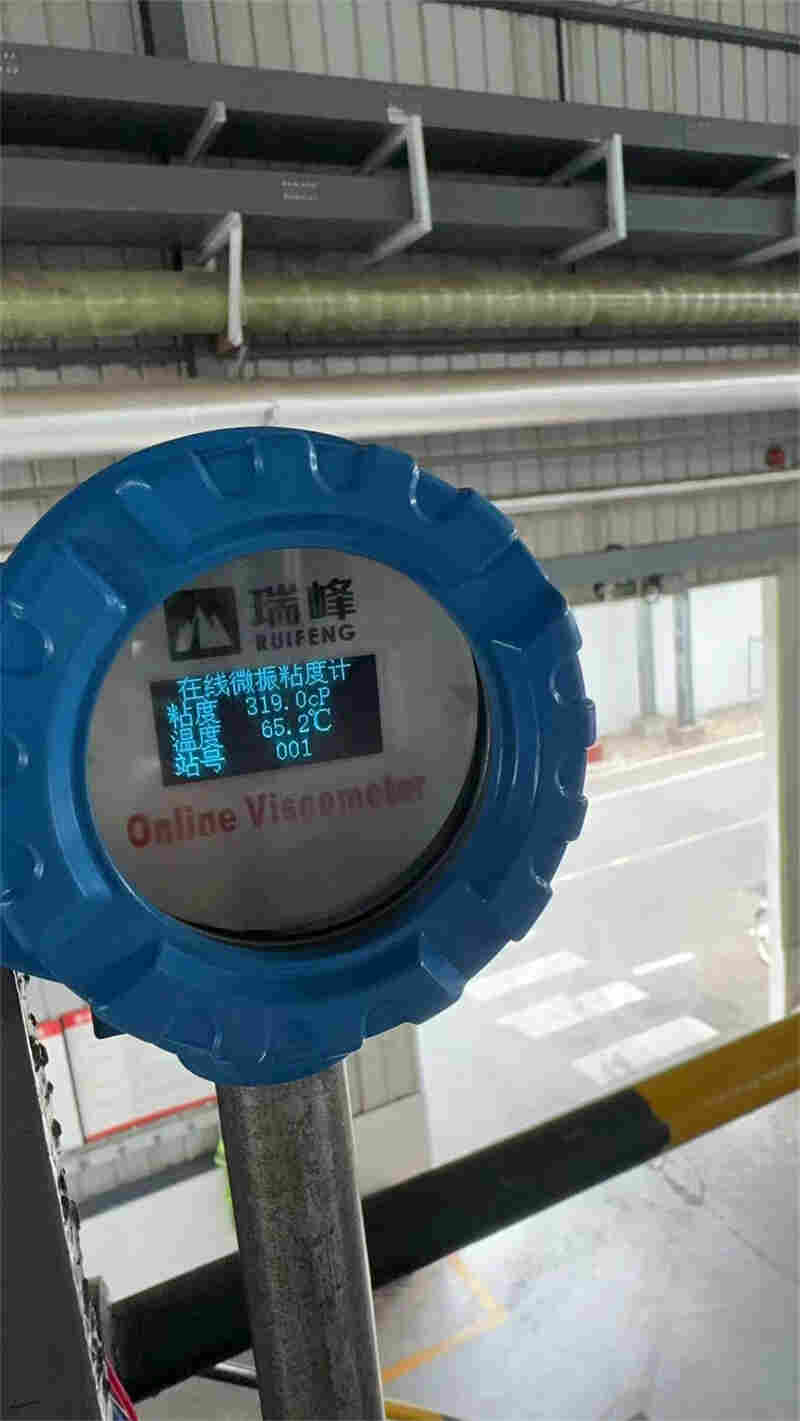 瑞峰
RUIFENG
在线微振粘度计
粘度 319.0cP
温度 65.2℃
站号 001
Online Viscometer